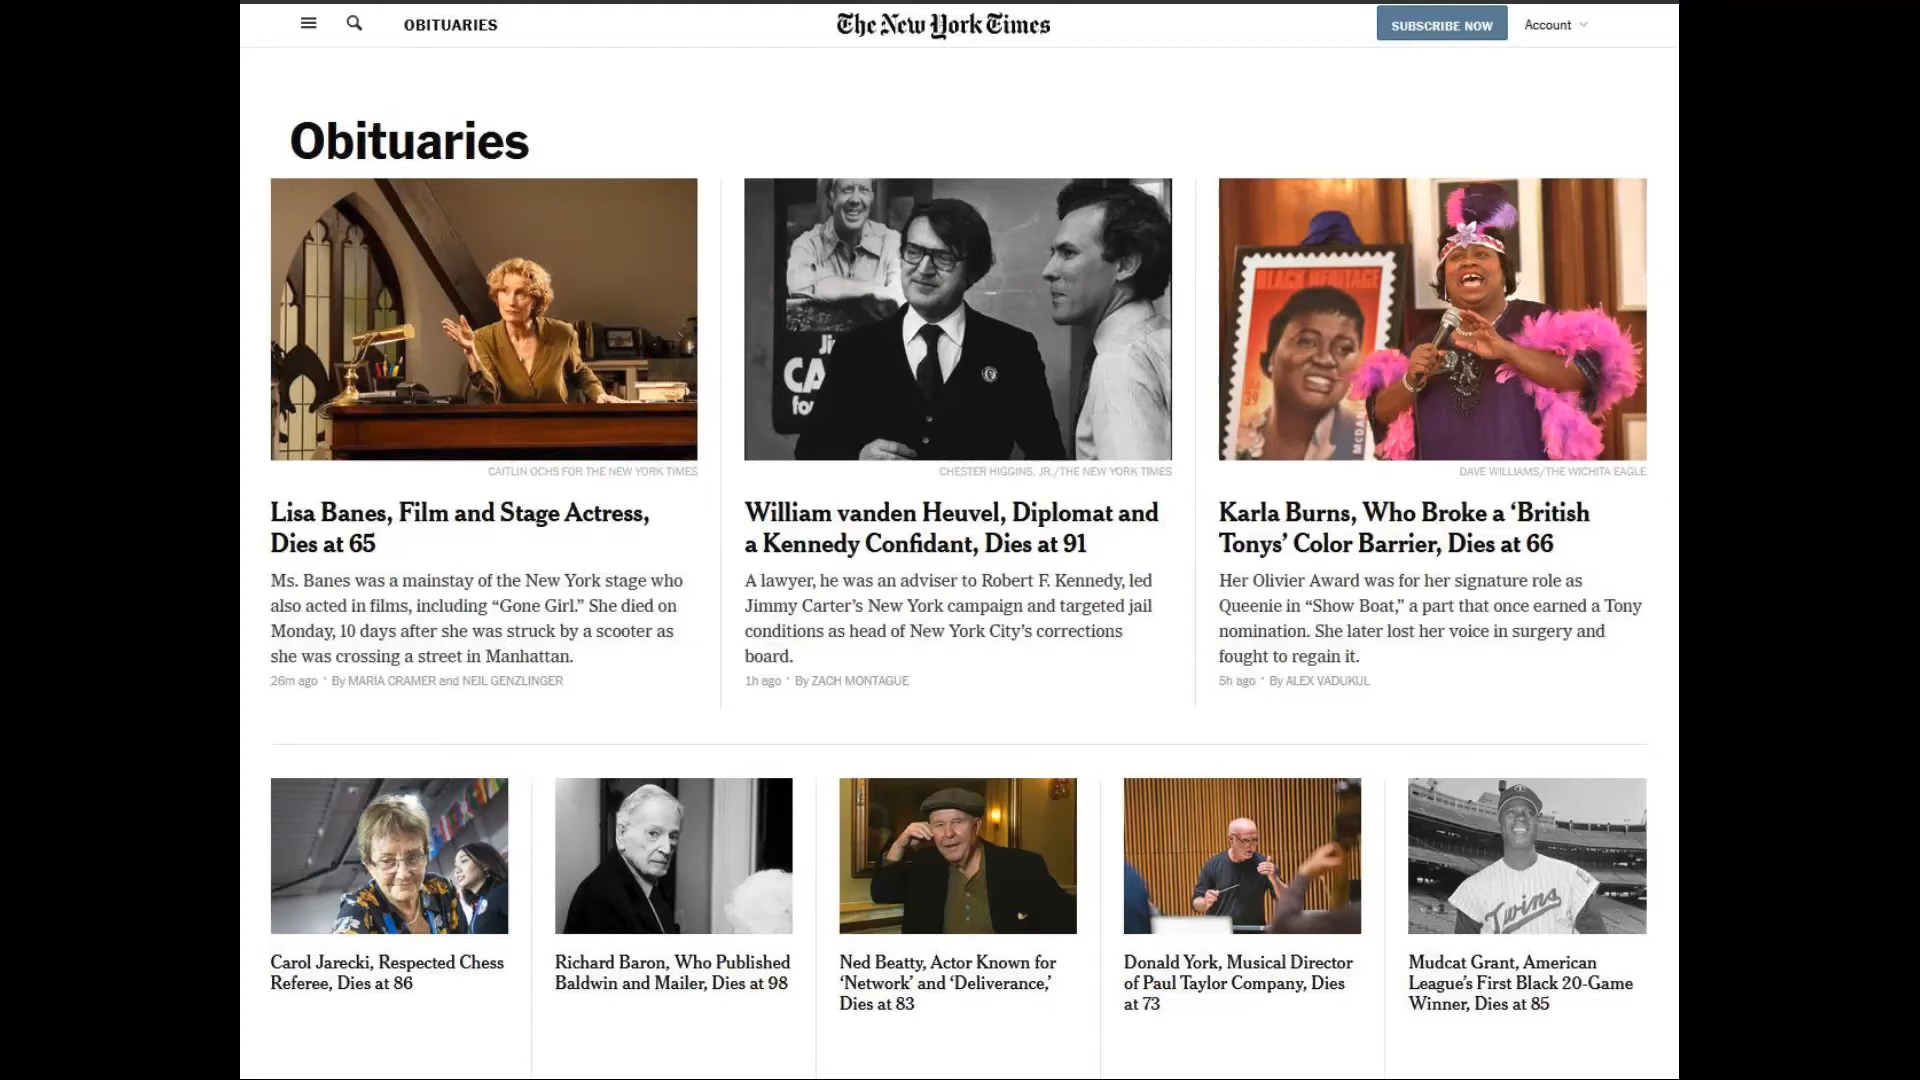 OBITUARIES
The New York Times
SUBSCRIBE NOW
Account
Obituaries
Ji
CA
fo
BLACK HERITAGE
39
CAITLIN OCHS FOR THE NEW YORK TIMES
CHESTER HIGGINS, JR./THE NEW YORK TIMES
DAVE WILLIAMS/THE WICHITA EAGLE
Lisa Banes, Film and Stage Actress,
Dies at 65
Ms. Banes was a mainstay of the New York stage who
also acted in films, including “Gone Girl.” She died on
Monday, 10 days after she was struck by a scooter as
she was crossing a street in Manhattan.
26m ago · By MARIA CRAMER and NEIL GENZLINGER
William vanden Heuvel, Diplomat and
a Kennedy Confidant, Dies at 91
A lawyer, he was an adviser to Robert F. Kennedy, led
Jimmy Carter’s New York campaign and targeted jail
conditions as head of New York City’s corrections
board.
1h ago · By ZACH MONTAGUE
Karla Burns, Who Broke a ‘British
Tonys’ Color Barrier, Dies at 66
Her Olivier Award was for her signature role as
Queenie in “Show Boat,” a part that once earned a Tony
nomination. She later lost her voice in surgery and
fought to regain it.
5h ago · By ALEX VADUKUL
Twins
Carol Jarecki, Respected Chess
Referee, Dies at 86
Richard Baron, Who Published
Baldwin and Mailer, Dies at 98
Ned Beatty, Actor Known for
‘Network’ and ‘Deliverance,’
Dies at 83
Donald York, Musical Director
of Paul Taylor Company, Dies
at 73
Mudcat Grant, American
League’s First Black 20-Game
Winner, Dies at 85